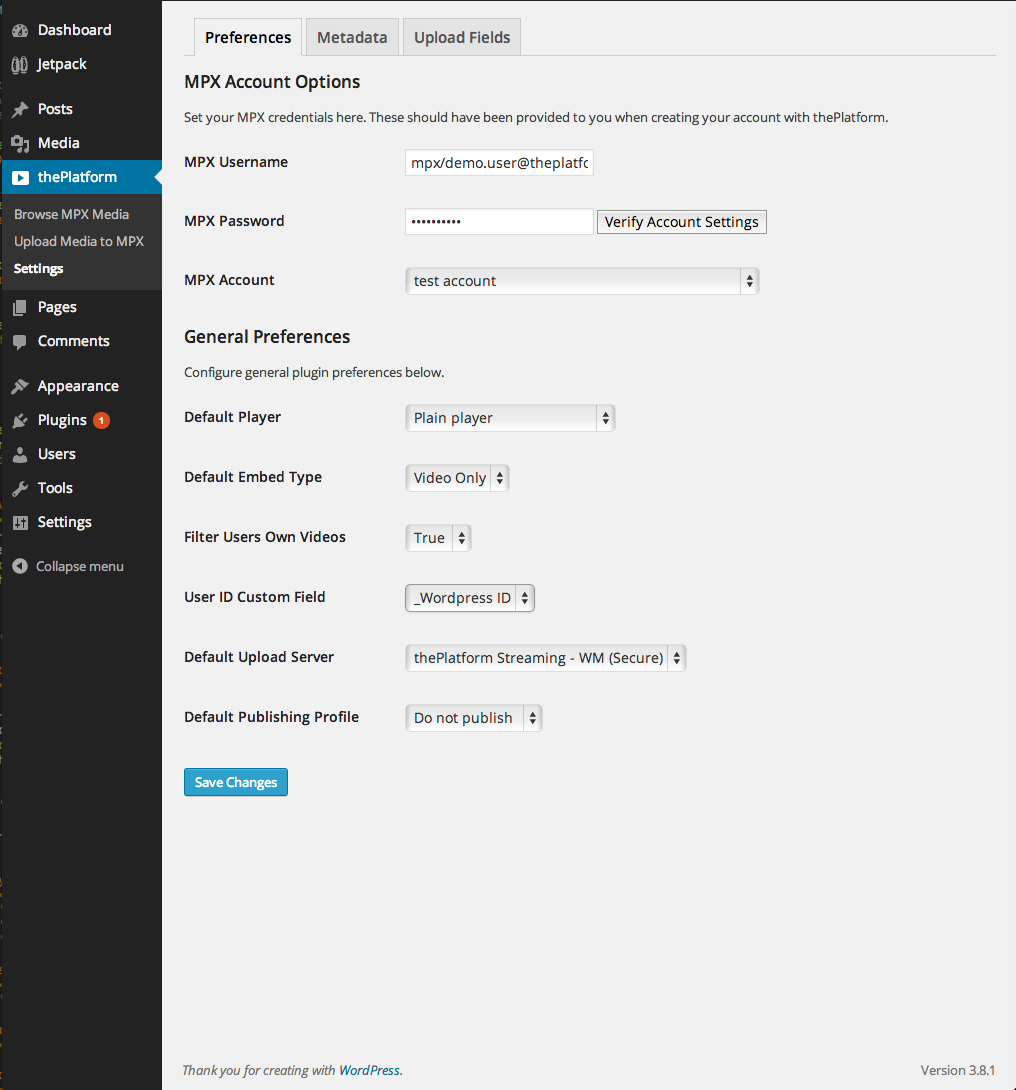 Dashboard
Jetpack
Posts
Media
thePlatform
Browse MPX Media
Upload Media to MPX
Settings
Pages
Comments
Appearance
Plugins 1
Users
Tools
Settings
Collapse menu
Preferences Metadata Upload Fields
MPX Account Options
Set your MPX credentials here. These should have been provided to you when creating your account with thePlatform.
MPX Username mpx/demo.user@theplatfo
MPX Password •••••••••• Verify Account Settings
MPX Account test account
General Preferences
Configure general plugin preferences below.
Default Player Plain player
Default Embed Type Video Only
Filter Users Own Videos True
User ID Custom Field _Wordpress ID
Default Upload Server thePlatform Streaming - WM (Secure)
Default Publishing Profile Do not publish
Save Changes
Thank you for creating with WordPress. Version 3.8.1